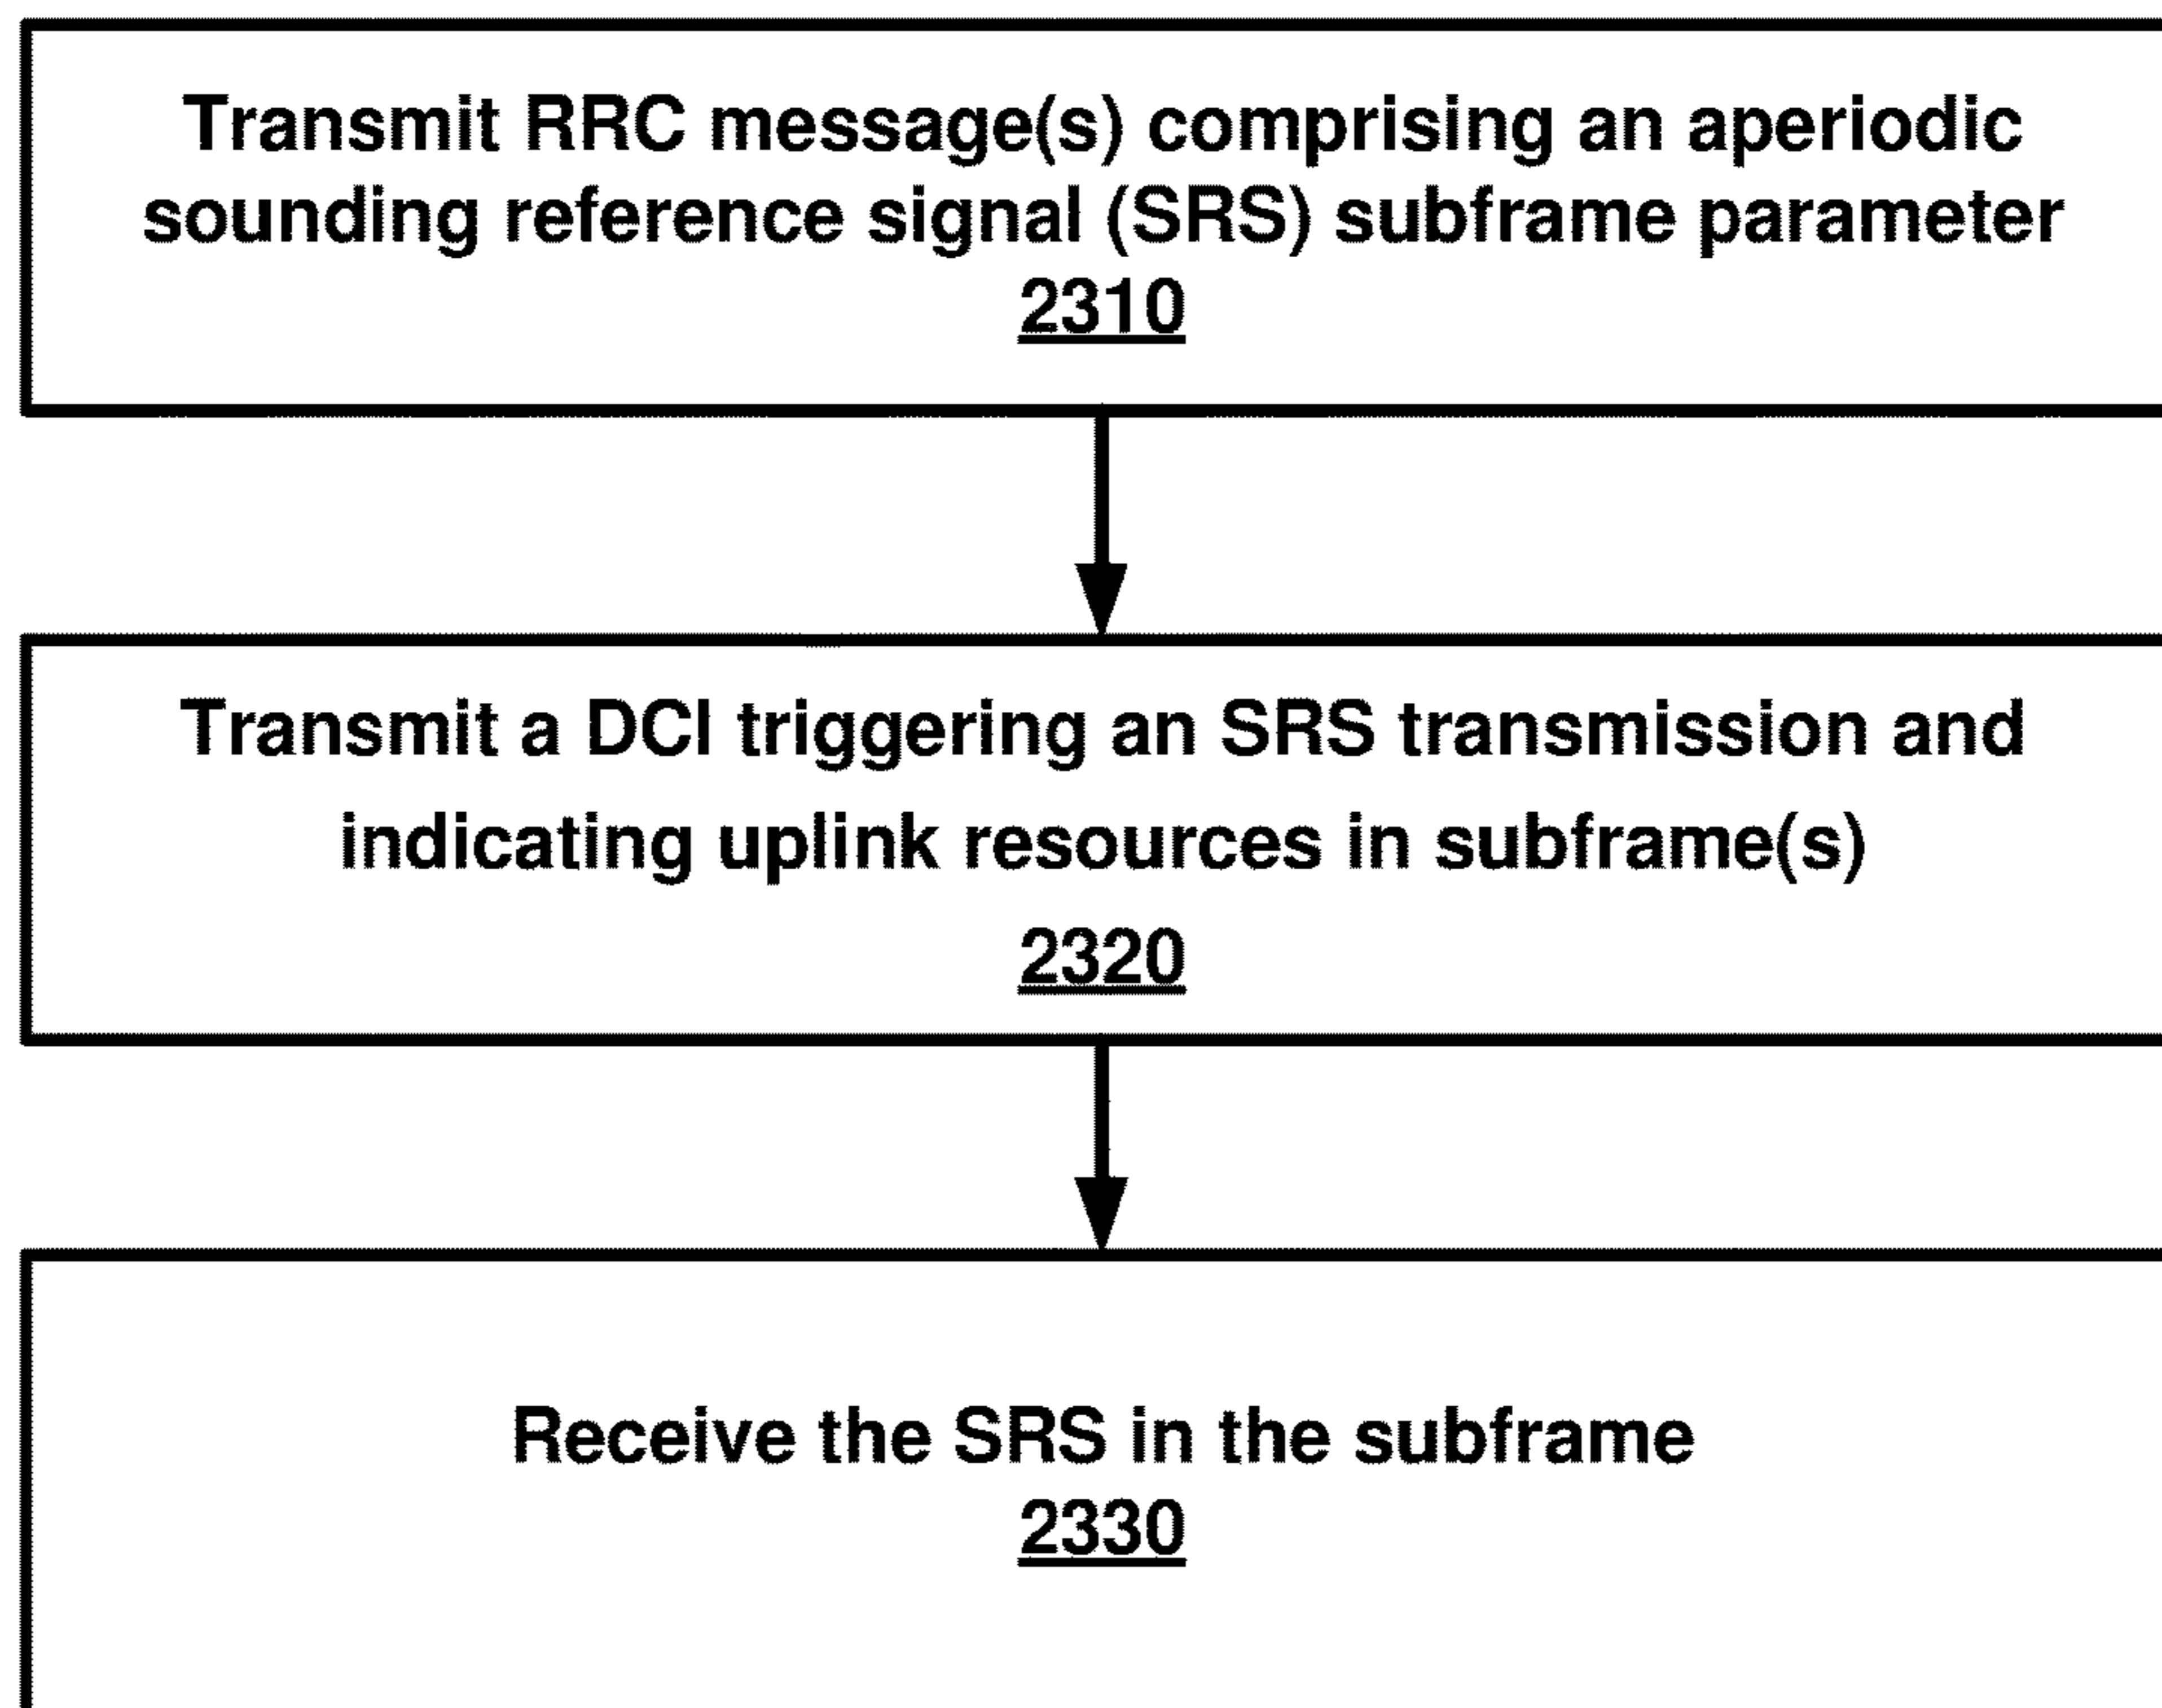 Transmit RRC message(s) comprising an aperiodic
sounding reference signal (SRS) subframe parameter
2310
Transmit a DCI triggering an SRS transmission and
indicating uplink resources in subframe(s)
2320
Receive the SRS in the subframe
2330